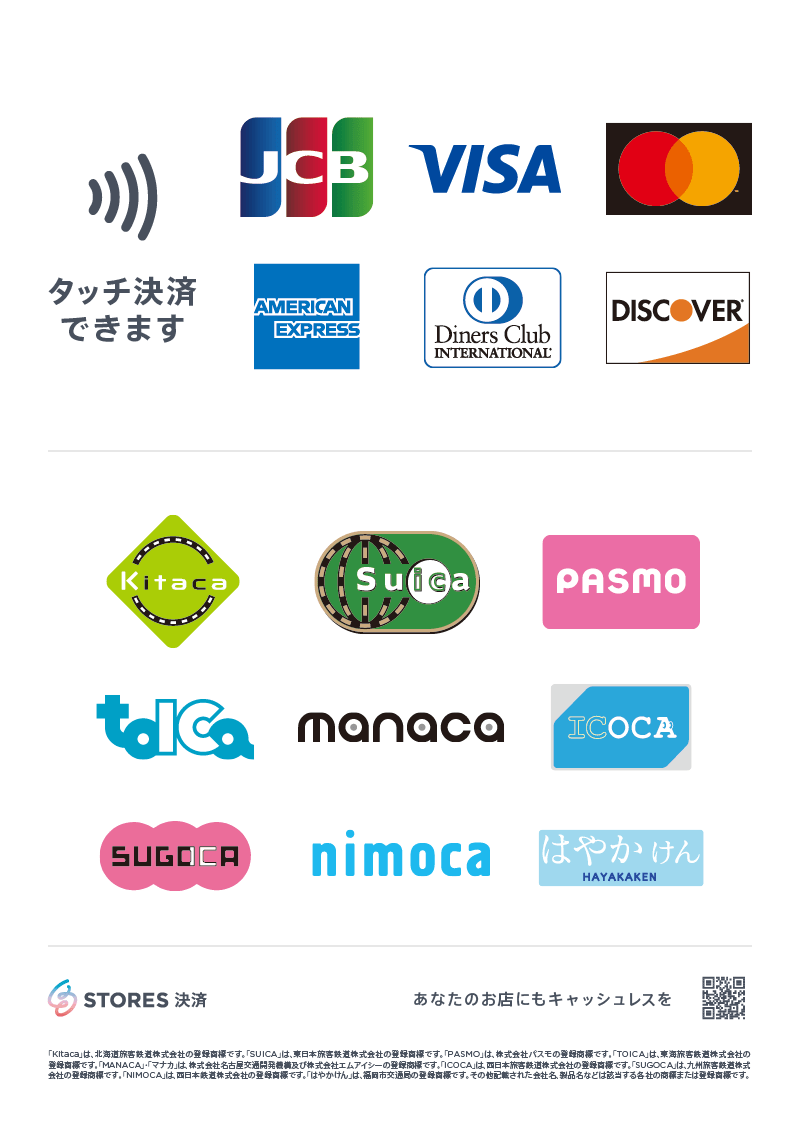 JCB
VISA
タッチ決済
できます
AMERICAN
EXPRESS
Diners Club
INTERNATIONAL®
DISCOVER®
Kitaca
Suica
PASMO
TOICa
manaca
ICOCA
SUGOCA
nimoca
はやかけん
HAYAKAKEN
STORES 決済
あなたのお店にもキャッシュレスを
「Kitaca」は、北海道旅客鉄道株式会社の登録商標です。「SUICA」は、東日本旅客鉄道株式会社の登録商標です。「PASMO」は、株式会社パスモの登録商標です。「TOICA」は、東海旅客鉄道株式会社の
登録商標です。「MANACA」・「マナカ」は、株式会社名古屋交通開発機構及び株式会社エムアイシーの登録商標です。「ICOCA」は、西日本旅客鉄道株式会社の登録商標です。「SUGOCA」は、九州旅客鉄道株式
会社の登録商標です。「NIMOCA」は、西日本鉄道株式会社の登録商標です。「はやかけん」は、福岡市交通局の登録商標です。その他記載された会社名、製品名などは該当する各社の商標または登録商標です。